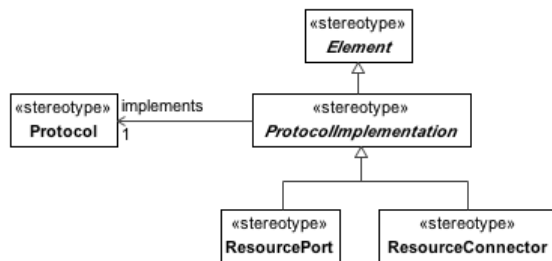 «stereotype»
Element
«stereotype»
Protocol
implements
1
«stereotype»
ProtocolImplementation
«stereotype»
ResourcePort
«stereotype»
ResourceConnector